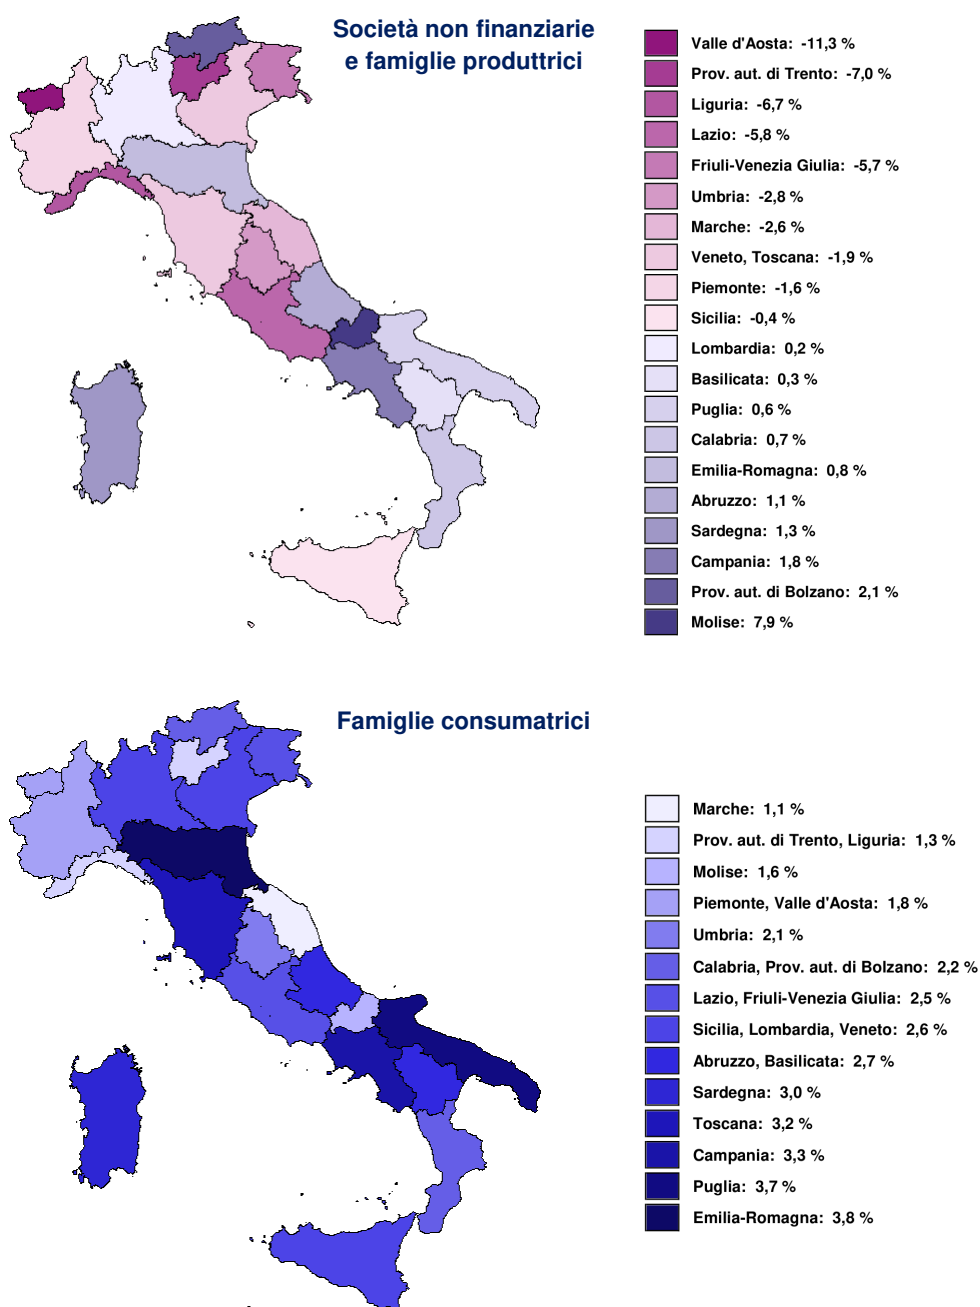 Società non finanziarie
e famiglie produttrici
Valle d'Aosta: -11,3 %
Prov. aut. di Trento: -7,0 %
Liguria: -6,7 %
Lazio: -5,8 %
Friuli-Venezia Giulia: -5,7 %
Umbria: -2,8 %
Marche: -2,6 %
Veneto, Toscana: -1,9 %
Piemonte: -1,6 %
Sicilia: -0,4 %
Lombardia: 0,2 %
Basilicata: 0,3 %
Puglia: 0,6 %
Calabria: 0,7 %
Emilia-Romagna: 0,8 %
Abruzzo: 1,1 %
Sardegna: 1,3 %
Campania: 1,8 %
Prov. aut. di Bolzano: 2,1 %
Molise: 7,9 %
Famiglie consumatrici
Marche: 1,1 %
Prov. aut. di Trento, Liguria: 1,3 %
Molise: 1,6 %
Piemonte, Valle d'Aosta: 1,8 %
Umbria: 2,1 %
Calabria, Prov. aut. di Bolzano: 2,2 %
Lazio, Friuli-Venezia Giulia: 2,5 %
Sicilia, Lombardia, Veneto: 2,6 %
Abruzzo, Basilicata: 2,7 %
Sardegna: 3,0 %
Toscana: 3,2 %
Campania: 3,3 %
Puglia: 3,7 %
Emilia-Romagna: 3,8 %